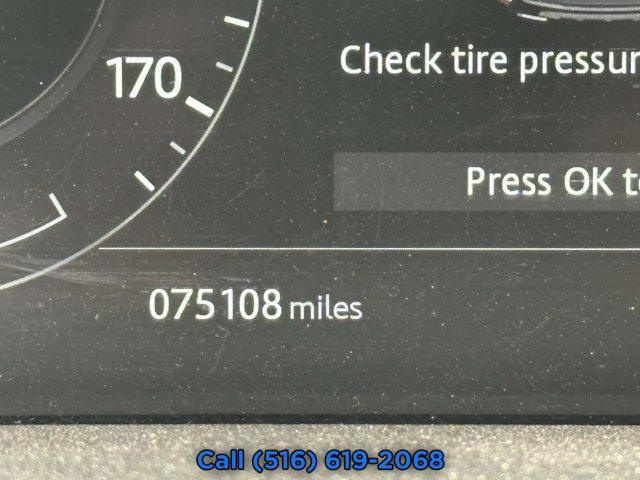 170
Check tire pressur
Press OK t
075108 miles
Call (516) 619-2068